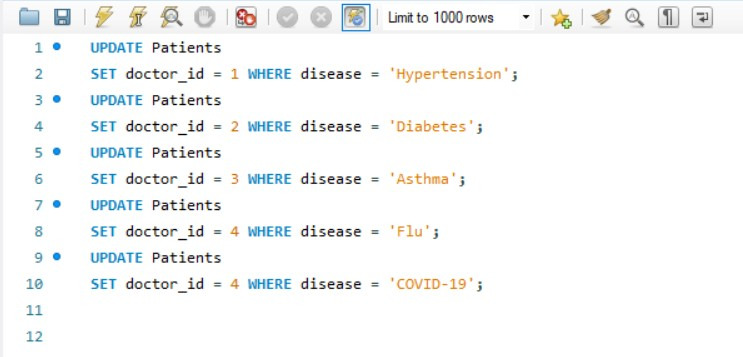 Limit to 1000 rows
1 UPDATE Patients
2 SET doctor_id = 1 WHERE disease = 'Hypertension';
3 UPDATE Patients
4 SET doctor_id = 2 WHERE disease = 'Diabetes';
5 UPDATE Patients
6 SET doctor_id = 3 WHERE disease = 'Asthma';
7 UPDATE Patients
8 SET doctor_id = 4 WHERE disease = 'Flu';
9 UPDATE Patients
10 SET doctor_id = 4 WHERE disease = 'COVID-19';
11
12